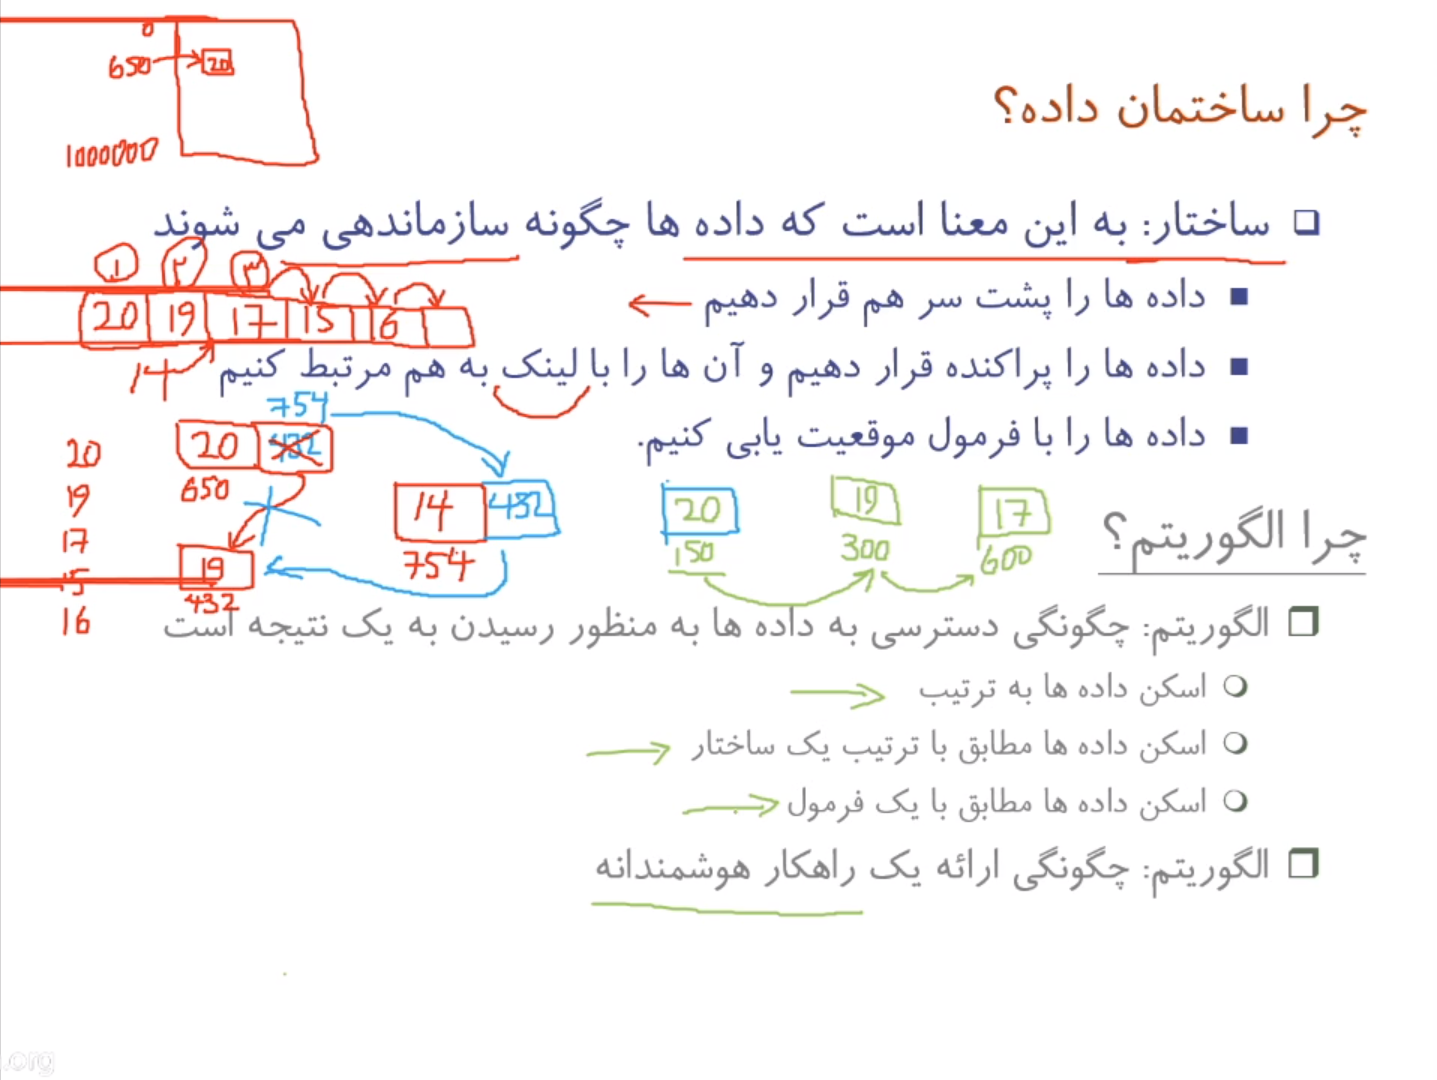 0
650 20
1000000
چرا ساختمان داده؟
ساختار: به این معنا است که داده ها چگونه سازماندهی می شوند
۱ ۲ ۳
داده ها را پشت سر هم قرار دهیم
20 19 17 15 6
14
داده ها را پراکنده قرار دهیم و آن ها را با لینک به هم مرتبط کنیم
754
داده ها را با فرمول موقعیت یابی کنیم.
20 432
650
14 432
754
19
432
20
19
17
15
16
20 19 17
150 300 600
چرا الگوریتم؟
الگوریتم: چگونگی دسترسی به داده ها به منظور رسیدن به یک نتیجه است
اسکن داده ها به ترتیب
اسکن داده ها مطابق با ترتیب یک ساختار
اسکن داده ها مطابق با یک فرمول
الگوریتم: چگونگی ارائه یک راهکار هوشمندانه
.org